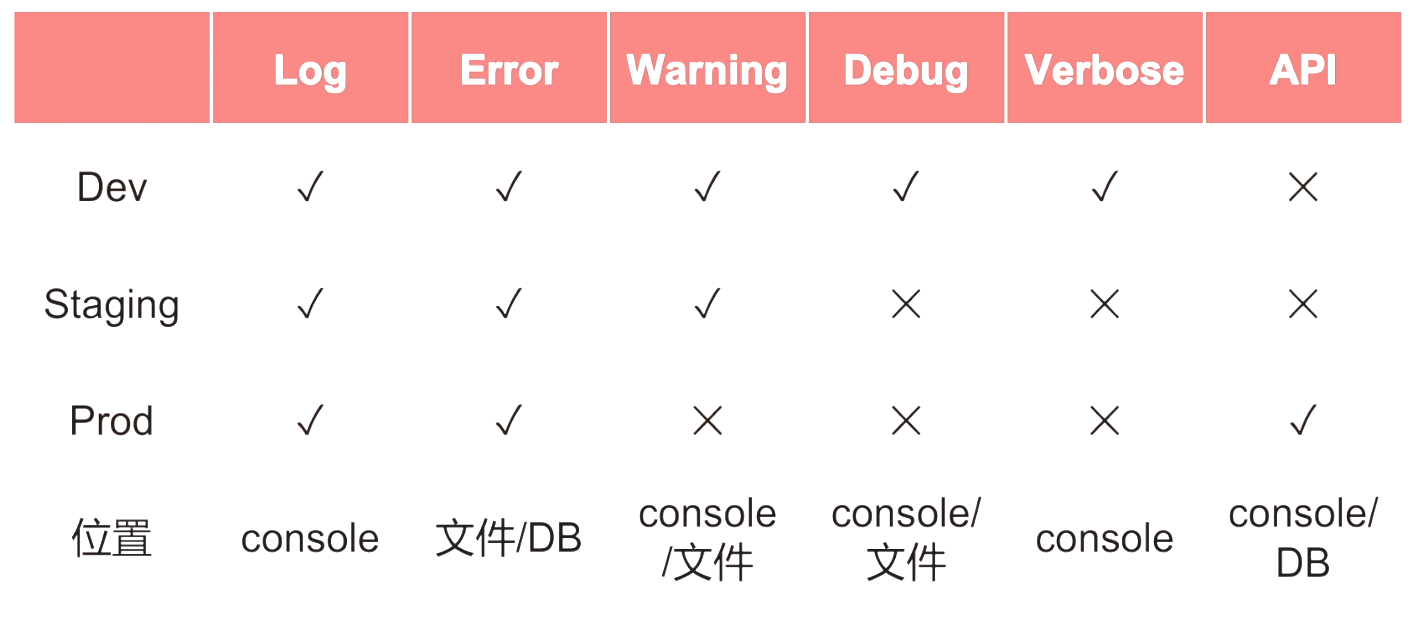 Log Error Warning Debug Verbose API
Dev ✓ ✓ ✓ ✓ ✓ ×
Staging ✓ ✓ ✓ × × ×
Prod ✓ ✓ × × × ✓
位置 console 文件/DB console /文件 console/ 文件 console console/ DB